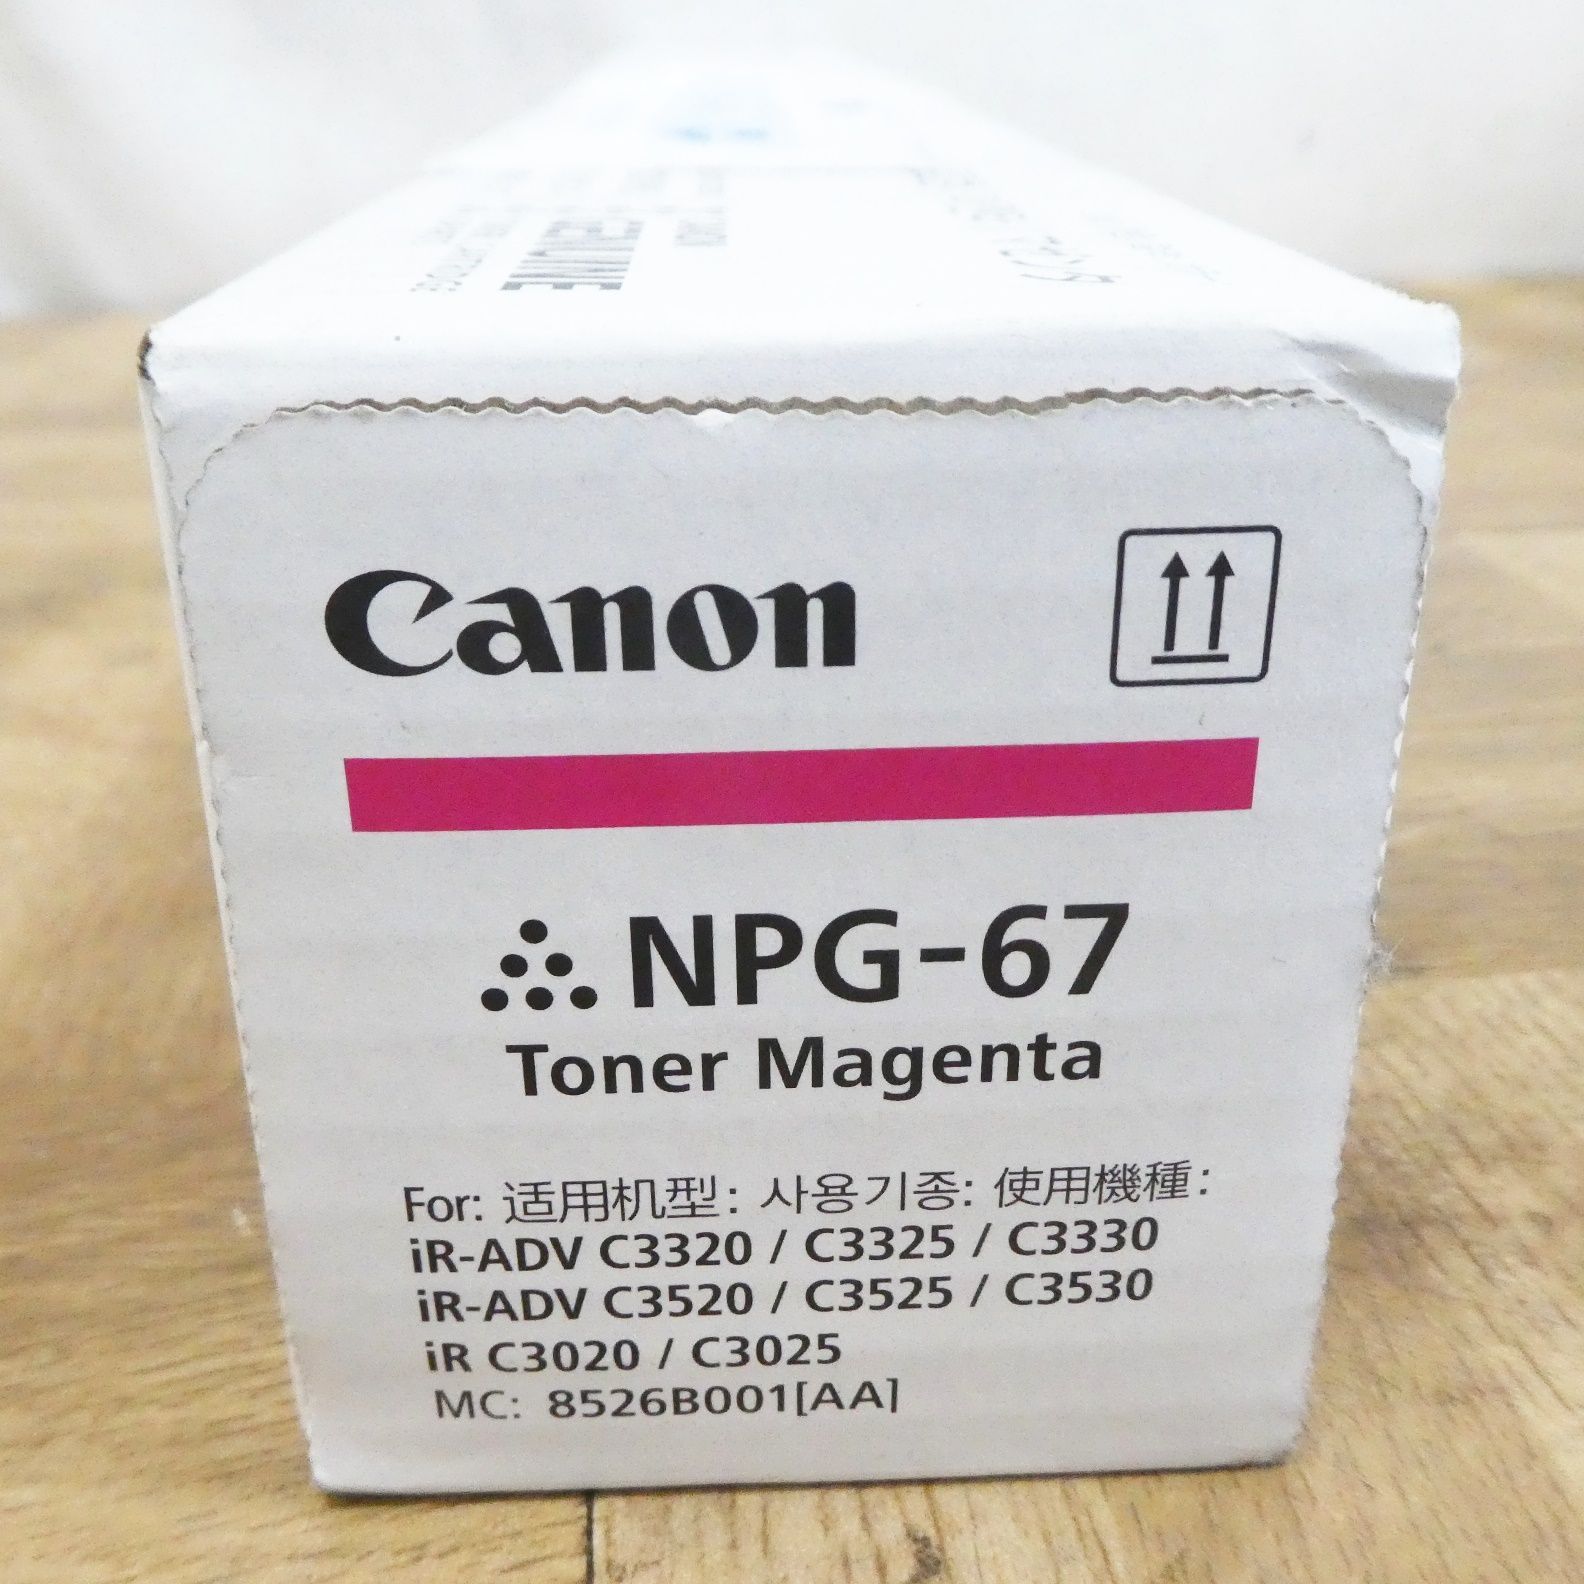 Canon
NPG-67
Toner Magenta
For: 适用机型: 사용기종: 使用機種:
iR-ADV C3320 / C3325 / C3330
iR-ADV C3520 / C3525 / C3530
iR C3020 / C3025
MC: 8526B001[AA]